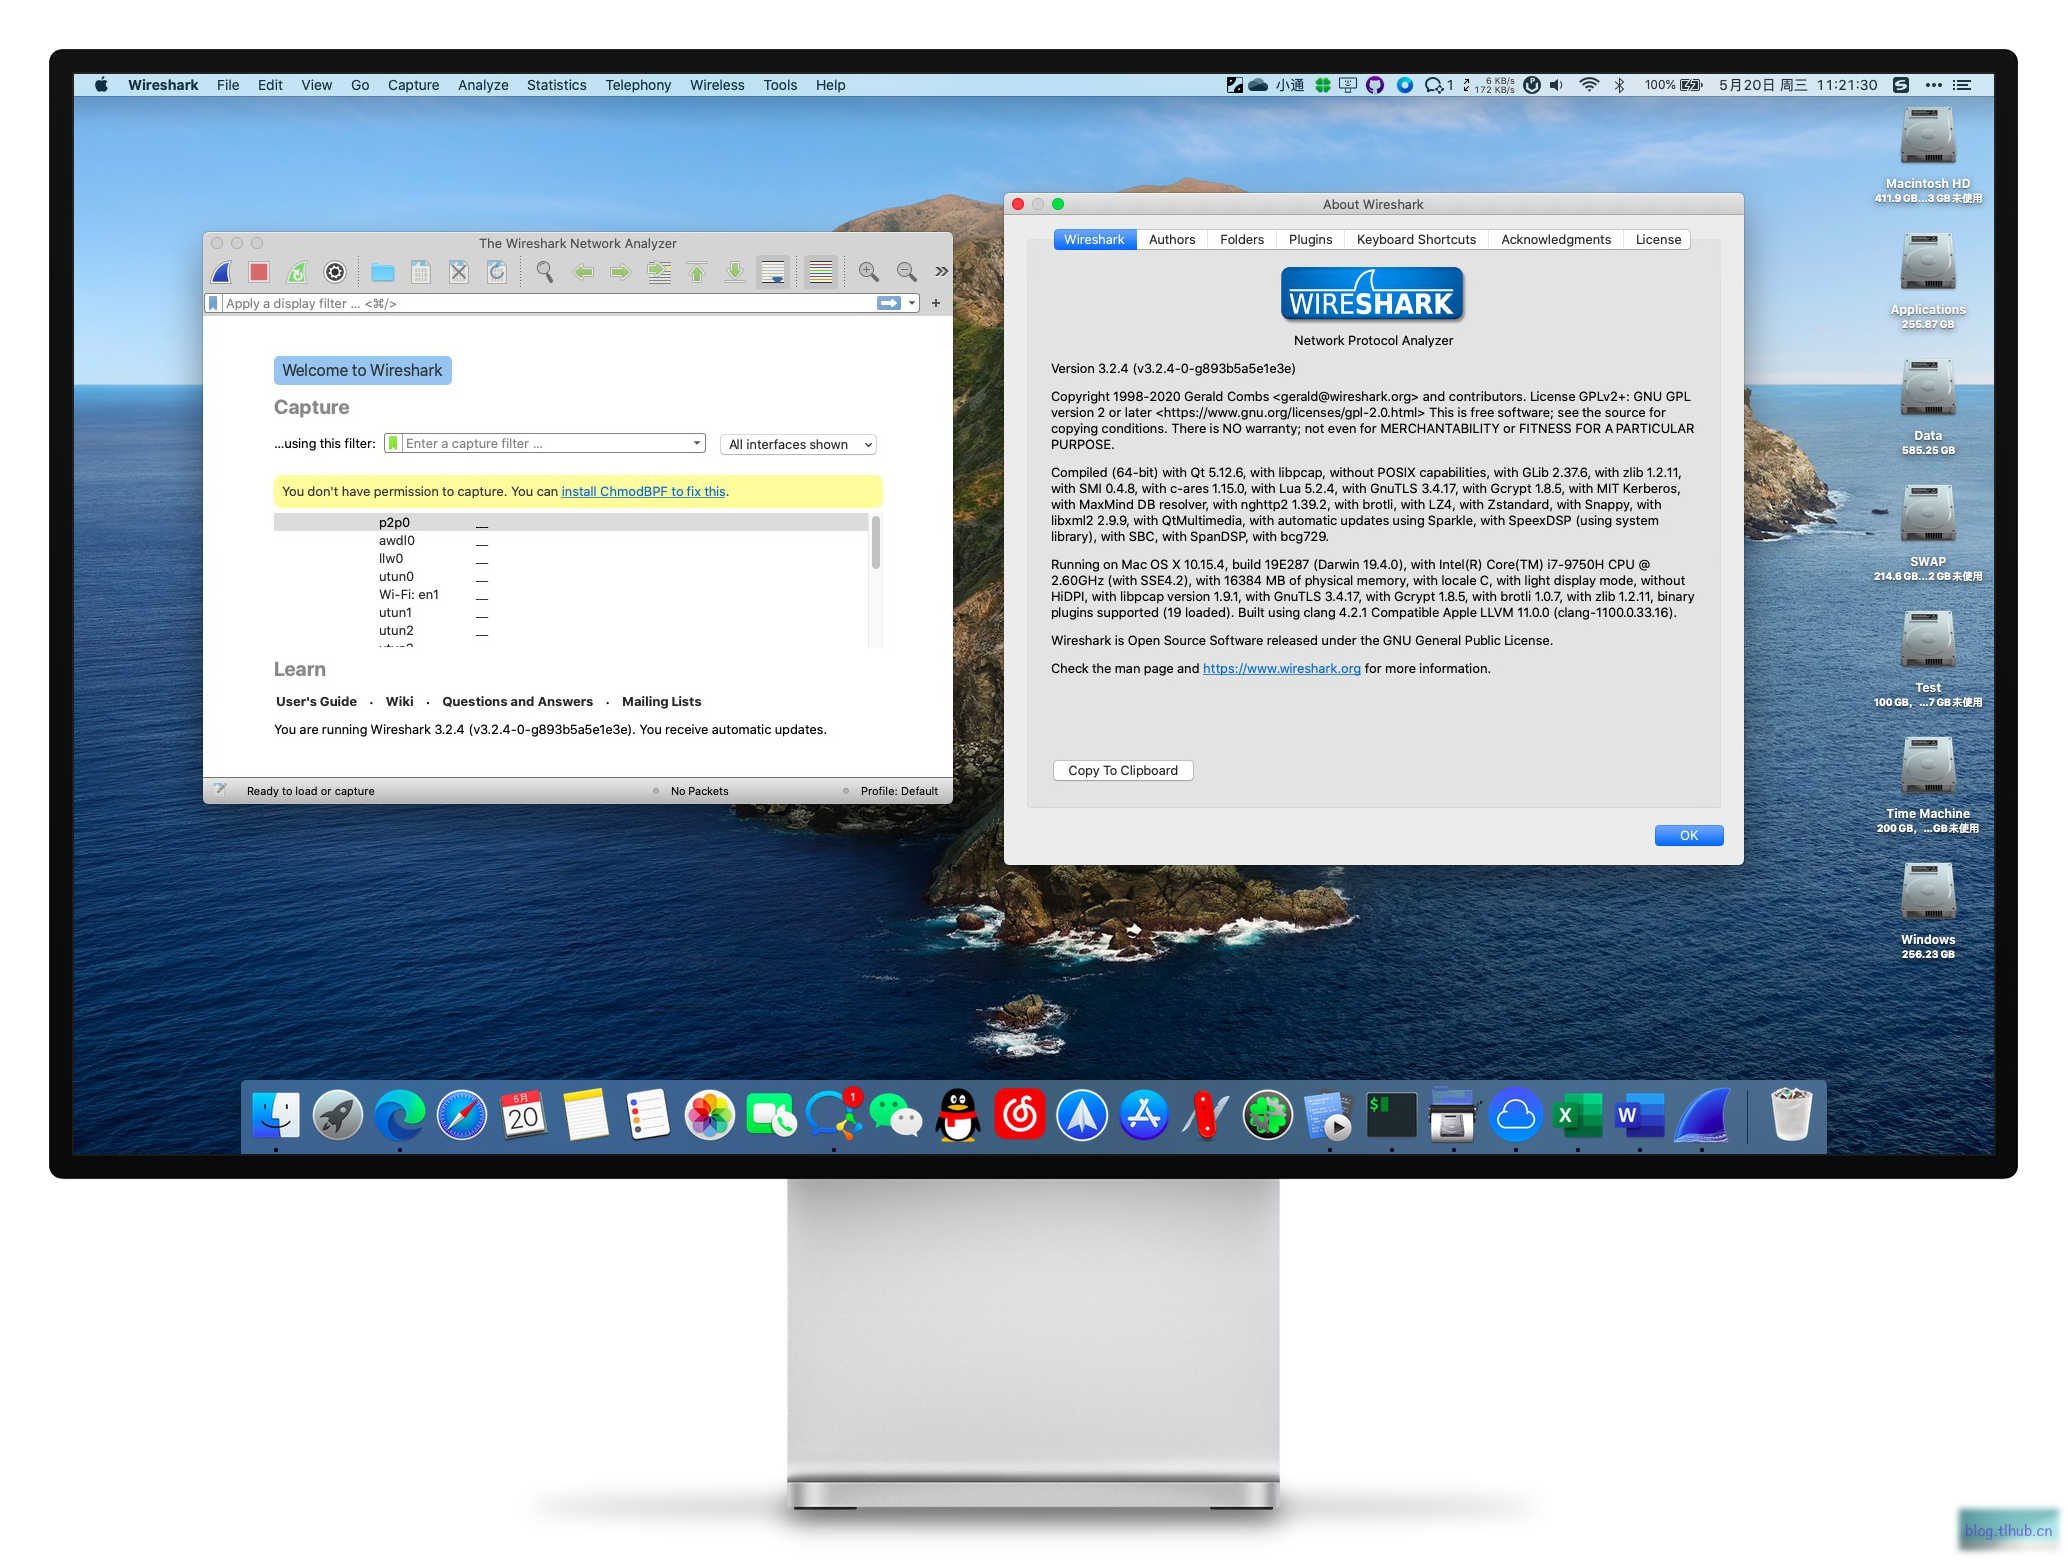 Wireshark File Edit View Go Capture Analyze Statistics Telephony Wireless Tools Help
小通 1 6 KB/s 172 KB/s 100% 5月20日 周三 11:21:30
The Wireshark Network Analyzer
Apply a display filter ... <⌘/>
+
Welcome to Wireshark
Capture
...using this filter: Enter a capture filter ... All interfaces shown
You don't have permission to capture. You can install ChmodBPF to fix this.
p2p0
awdl0
llw0
utun0
Wi-Fi: en1
utun1
utun2
Learn
User's Guide · Wiki · Questions and Answers · Mailing Lists
You are running Wireshark 3.2.4 (v3.2.4-0-g893b5a5e1e3e). You receive automatic updates.
Ready to load or capture No Packets Profile: Default
About Wireshark
Wireshark Authors Folders Plugins Keyboard Shortcuts Acknowledgments License
WIRESHARK
Network Protocol Analyzer
Version 3.2.4 (v3.2.4-0-g893b5a5e1e3e)
Copyright 1998-2020 Gerald Combs <gerald@wireshark.org> and contributors. License GPLv2+: GNU GPL
version 2 or later <https://www.gnu.org/licenses/gpl-2.0.html> This is free software; see the source for
copying conditions. There is NO warranty; not even for MERCHANTABILITY or FITNESS FOR A PARTICULAR
PURPOSE.
Compiled (64-bit) with Qt 5.12.6, with libpcap, without POSIX capabilities, with GLib 2.37.6, with zlib 1.2.11,
with SMI 0.4.8, with c-ares 1.15.0, with Lua 5.2.4, with GnuTLS 3.4.17, with Gcrypt 1.8.5, with MIT Kerberos,
with MaxMind DB resolver, with nghttp2 1.39.2, with brotli, with LZ4, with Zstandard, with Snappy, with
libxml2 2.9.9, with QtMultimedia, with automatic updates using Sparkle, with SpeexDSP (using system
library), with SBC, with SpanDSP, with bcg729.
Running on Mac OS X 10.15.4, build 19E287 (Darwin 19.4.0), with Intel(R) Core(TM) i7-9750H CPU @
2.60GHz (with SSE4.2), with 16384 MB of physical memory, with locale C, with light display mode, without
HiDPI, with libpcap version 1.9.1, with GnuTLS 3.4.17, with Gcrypt 1.8.5, with brotli 1.0.7, with zlib 1.2.11, binary
plugins supported (19 loaded). Built using clang 4.2.1 Compatible Apple LLVM 11.0.0 (clang-1100.0.33.16).
Wireshark is Open Source Software released under the GNU General Public License.
Check the man page and https://www.wireshark.org for more information.
Copy To Clipboard
OK
Macintosh HD
411.9 GB...3 GB 未使用
Applications
255.87 GB
Data
585.25 GB
SWAP
214.6 GB...2 GB 未使用
Test
100 GB, ...7 GB 未使用
Time Machine
200 GB, ...GB 未使用
Windows
256.23 GB
5月
20
1
$
X
W
blog.tlhub.cn